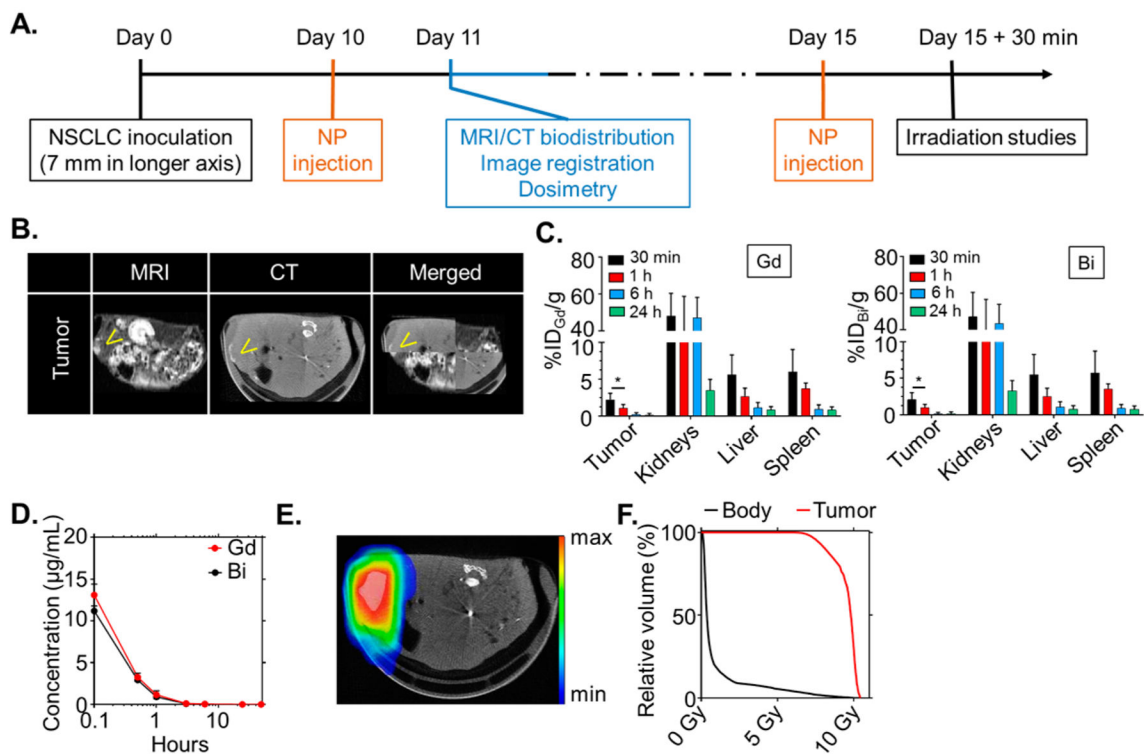 A.
Day 0
Day 10
Day 11
Day 15
Day 15 + 30 min
NSCLC inoculation
(7 mm in longer axis)
NP
injection
MRI/CT biodistribution
Image registration
Dosimetry
NP
injection
Irradiation studies
B.
MRI
CT
Merged
Tumor
C.
%ID_Gd/g
80
60
40
10
5
0
30 min
1 h
6 h
24 h
Gd
*
Tumor
Kidneys
Liver
Spleen
%ID_Bi/g
80
60
40
10
5
0
30 min
1 h
6 h
24 h
Bi
*
Tumor
Kidneys
Liver
Spleen
D.
Concentration (µg/mL)
20
15
10
5
0
Gd
Bi
0.1
1
10
Hours
E.
max
min
F.
Body
Tumor
Relative volume (%)
100
50
0
0 Gy
5 Gy
10 Gy